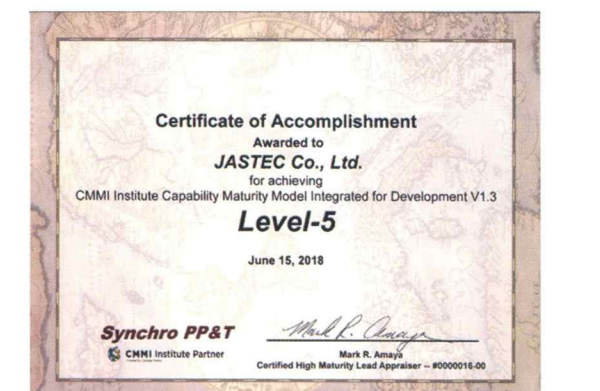 Certificate of Accomplishment
Awarded to
JASTEC Co., Ltd.
for achieving
CMMI Institute Capability Maturity Model Integrated for Development V1.3
Level-5
June 15, 2018
Mark R. Amaya
Synchro PP&T
CMMI Institute Partner
Mark R. Amaya
Certified High Maturity Lead Appraiser -- #0000016-00